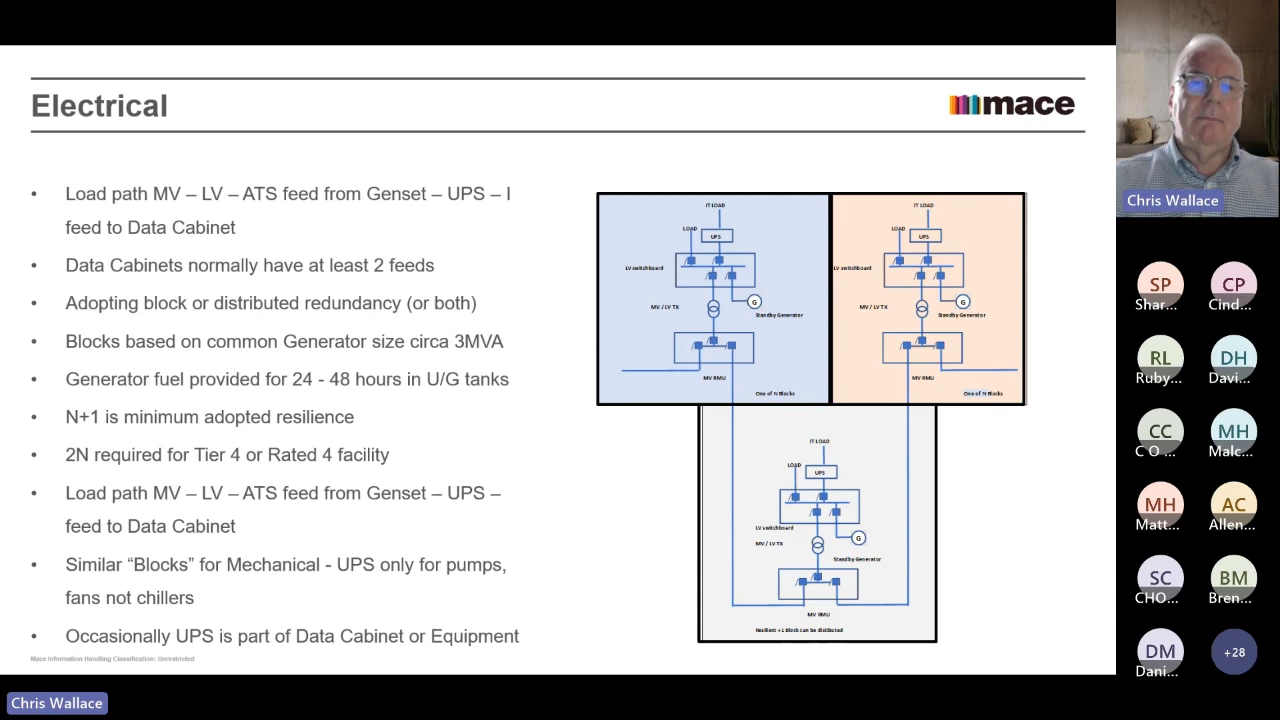 Electrical
mace
• Load path MV – LV – ATS feed from Genset – UPS – I
feed to Data Cabinet
• Data Cabinets normally have at least 2 feeds
• Adopting block or distributed redundancy (or both)
• Blocks based on common Generator size circa 3MVA
• Generator fuel provided for 24 - 48 hours in U/G tanks
• N+1 is minimum adopted resilience
• 2N required for Tier 4 or Rated 4 facility
• Load path MV – LV – ATS feed from Genset – UPS –
feed to Data Cabinet
• Similar “Blocks” for Mechanical - UPS only for pumps,
fans not chillers
• Occasionally UPS is part of Data Cabinet or Equipment
Mace Information Handling Classification: Unrestricted
IT LOAD
LOAD
UPS
LV switchboard
MV / LV TX
G
Standby Generator
MV RMU
One of N Blocks
IT LOAD
LOAD
UPS
LV switchboard
MV / LV TX
G
Standby Generator
MV RMU
One of N Blocks
IT LOAD
LOAD
UPS
LV switchboard
MV / LV TX
G
Standby Generator
MV RMU
Resilient +1 Block can be distibuted
Chris Wallace
SP
Shar...
CP
Cind...
RL
Ruby...
DH
Davi...
CC
C O ...
MH
Malc...
MH
Matt...
AC
Allen...
SC
CHO...
BM
Bren...
DM
Dani...
+28
Chris Wallace